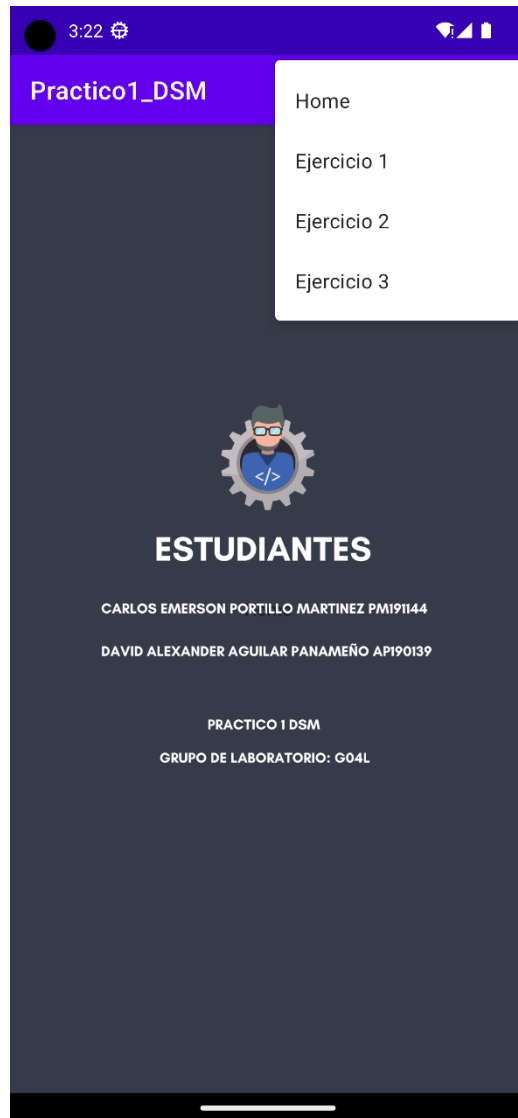 3:22
Practico1_DSM
Home
Ejercicio 1
Ejercicio 2
Ejercicio 3
</>
ESTUDIANTES
CARLOS EMERSON PORTILLO MARTINEZ PM191144
DAVID ALEXANDER AGUILAR PANAMEÑO AP190139
PRACTICO 1 DSM
GRUPO DE LABORATORIO: G04L